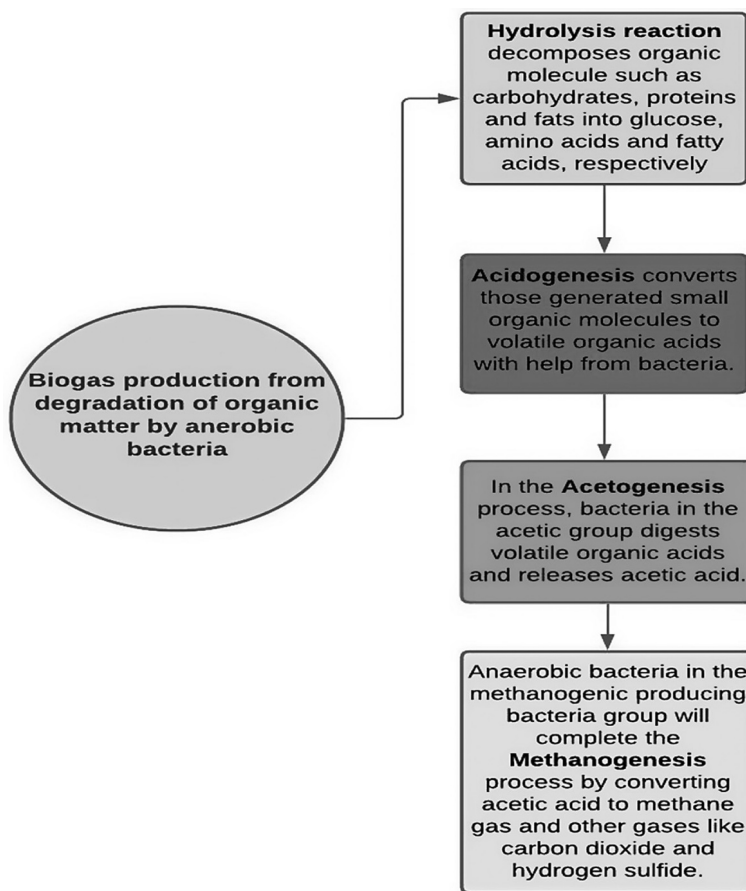 Hydrolysis reaction
decomposes organic
molecule such as
carbohydrates, proteins
and fats into glucose,
amino acids and fatty
acids, respectively
Acidogenesis converts
those generated small
organic molecules to
volatile organic acids
with help from bacteria.
Biogas production from
degradation of organic
matter by anerobic
bacteria
In the Acetogenesis
process, bacteria in the
acetic group digests
volatile organic acids
and releases acetic acid.
Anaerobic bacteria in the
methanogenic producing
bacteria group will
complete the
Methanogenesis
process by converting
acetic acid to methane
gas and other gases like
carbon dioxide and
hydrogen sulfide.